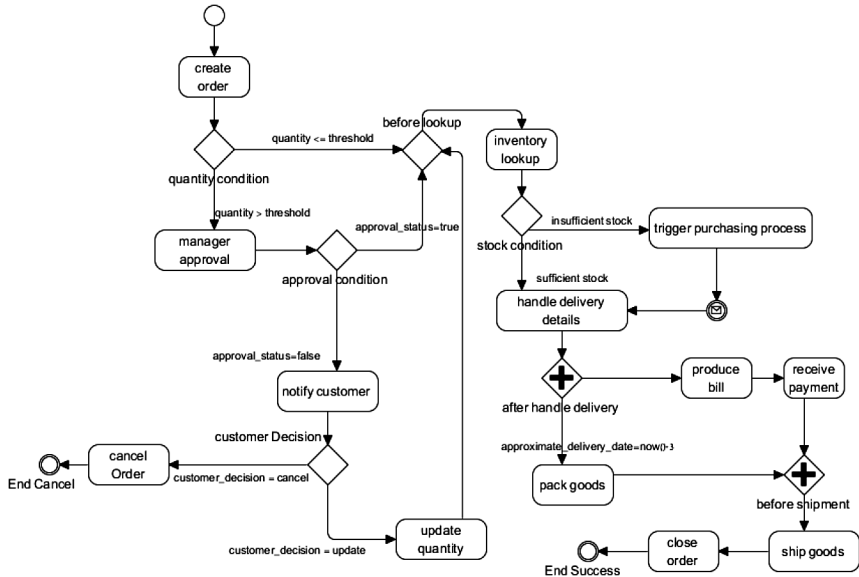 create
order
before lookup
quantity <= threshold
inventory
lookup
quantity condition
quantity > threshold
approval_status=true
insufficient stock
trigger purchasing process
manager
approval
stock condition
approval condition
sufficient stock
handle delivery
details
approval_status=false
notify customer
produce
bill
receive
payment
after handle delivery
customer Decision
approximate_delivery_date=now()-3
cancel
Order
End Cancel
customer_decision = cancel
pack goods
before shipment
update
quantity
customer_decision = update
close
order
ship goods
End Success